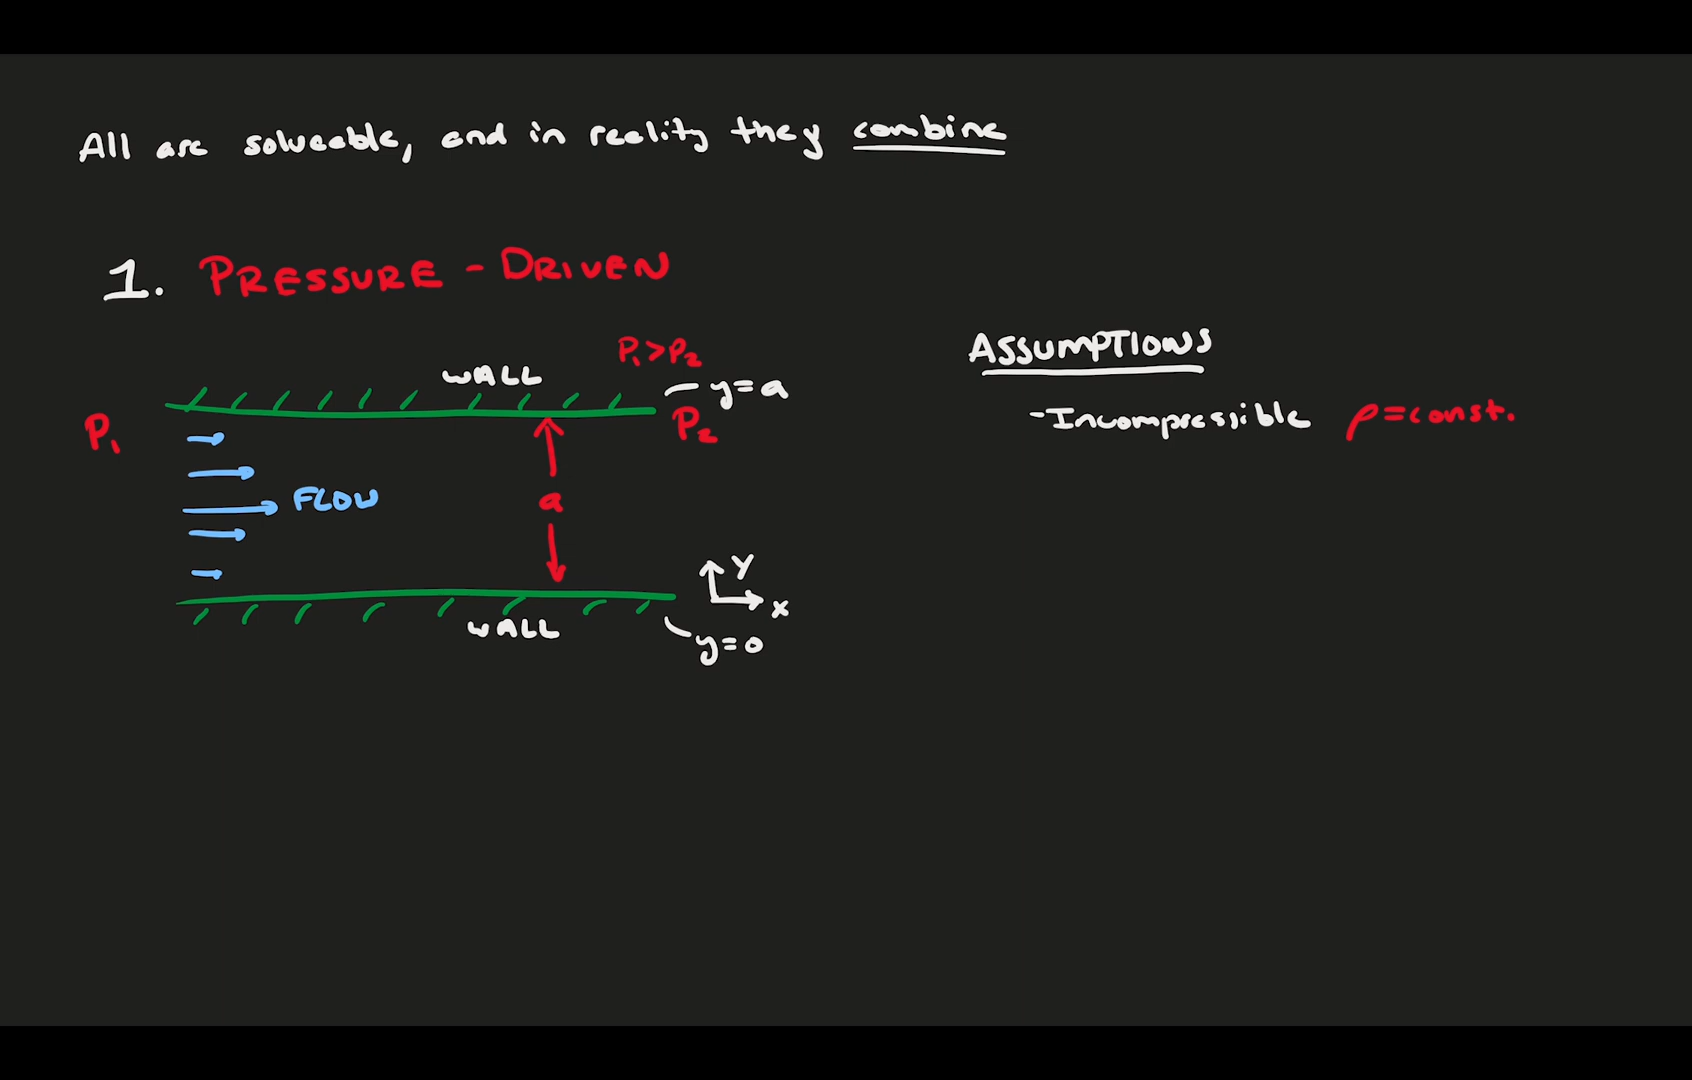 All are solveable, and in reality they combine
1. PRESSURE - DRIVEN
P₁>P₂
WALL
y=a
P₁
P₂
FLOW
a
Y
x
WALL
y=0
ASSUMPTIONS
-Incompressible ρ=const.